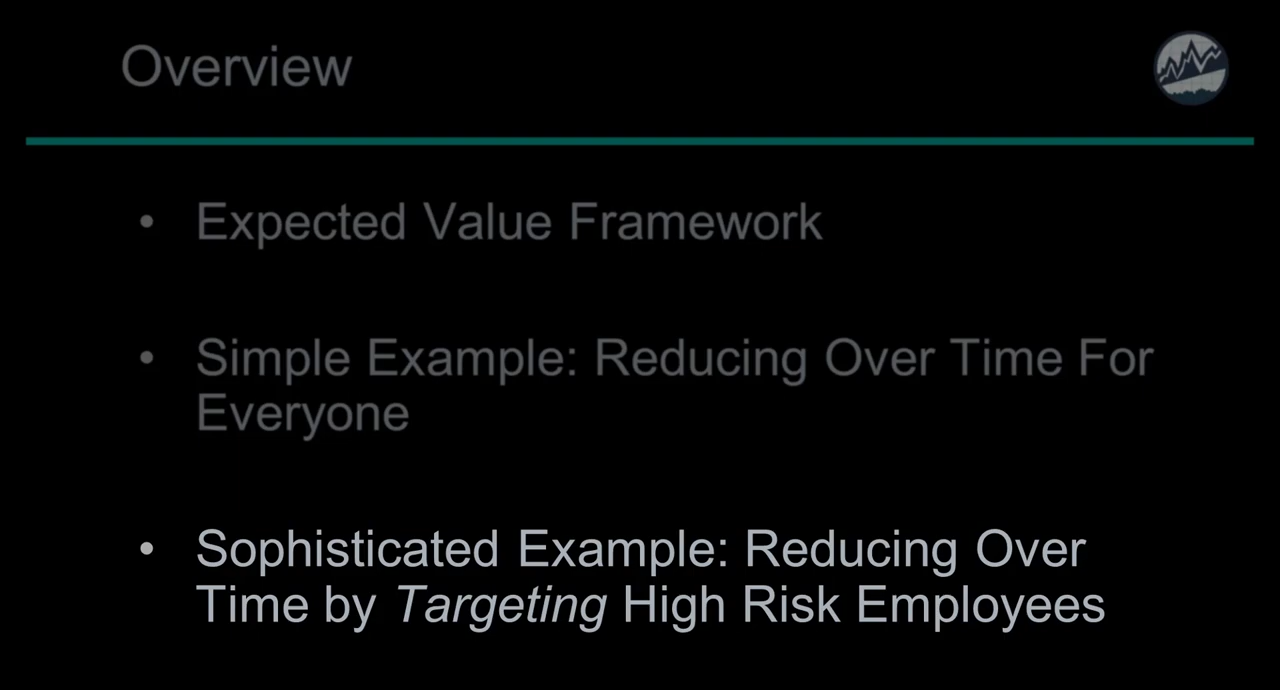 Overview
• Expected Value Framework
• Simple Example: Reducing Over Time For
Everyone
• Sophisticated Example: Reducing Over
Time by Targeting High Risk Employees